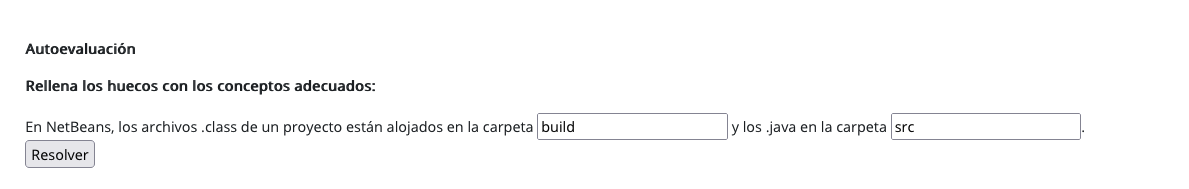 Autoevaluación
Rellena los huecos con los conceptos adecuados:
En NetBeans, los archivos .class de un proyecto están alojados en la carpeta build y los .java en la carpeta src.
Resolver